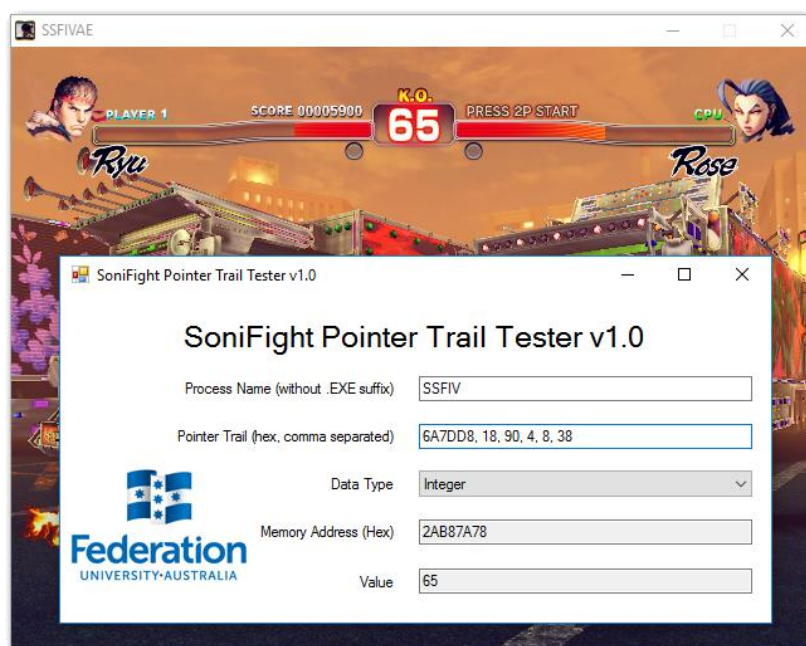 SSFIVAE
K.O.
PLAYER 1 SCORE 00005900 65 PRESS 2P START CPU
Ryu Rose
SoniFight Pointer Trail Tester v1.0
SoniFight Pointer Trail Tester v1.0
Process Name (without .EXE suffix) SSFIV
Pointer Trail (hex, comma separated) 6A7DD8, 18, 90, 4, 8, 38
Data Type Integer
Memory Address (Hex) 2AB87A78
Value 65
Federation
UNIVERSITY•AUSTRALIA